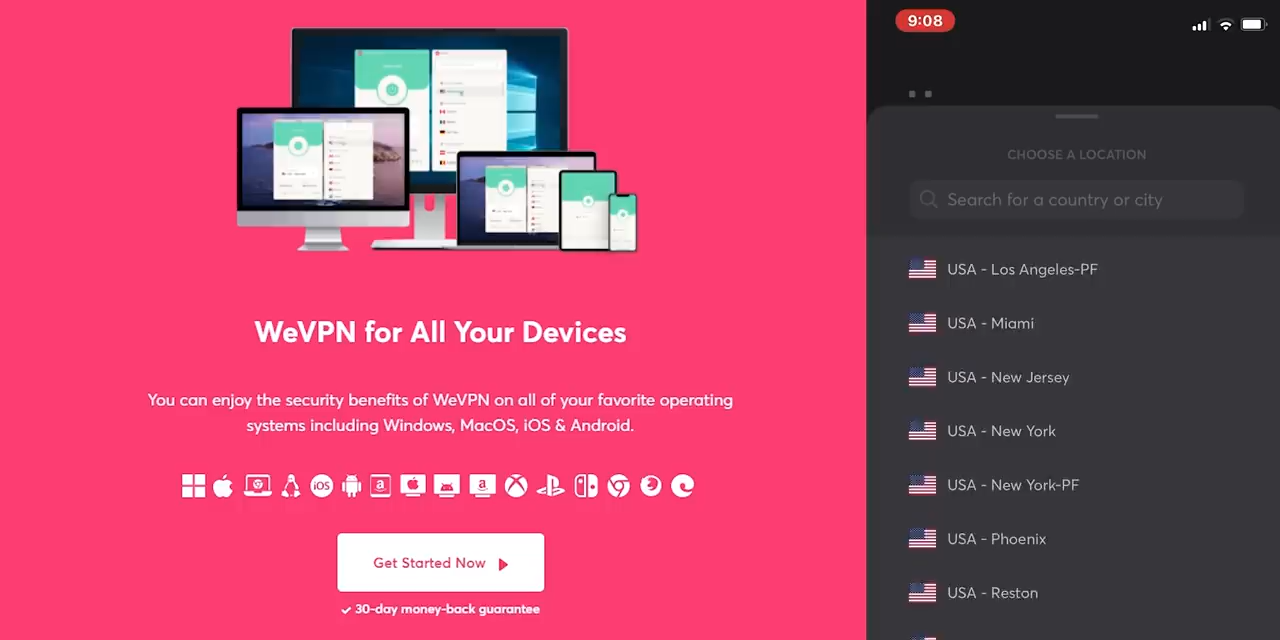 WeVPN for All Your Devices
You can enjoy the security benefits of WeVPN on all of your favorite operating
systems including Windows, MacOS, iOS & Android.
iOS
Get Started Now
30-day money-back guarantee
9:08
CHOOSE A LOCATION
Search for a country or city
USA - Los Angeles-PF
USA - Miami
USA - New Jersey
USA - New York
USA - New York-PF
USA - Phoenix
USA - Reston